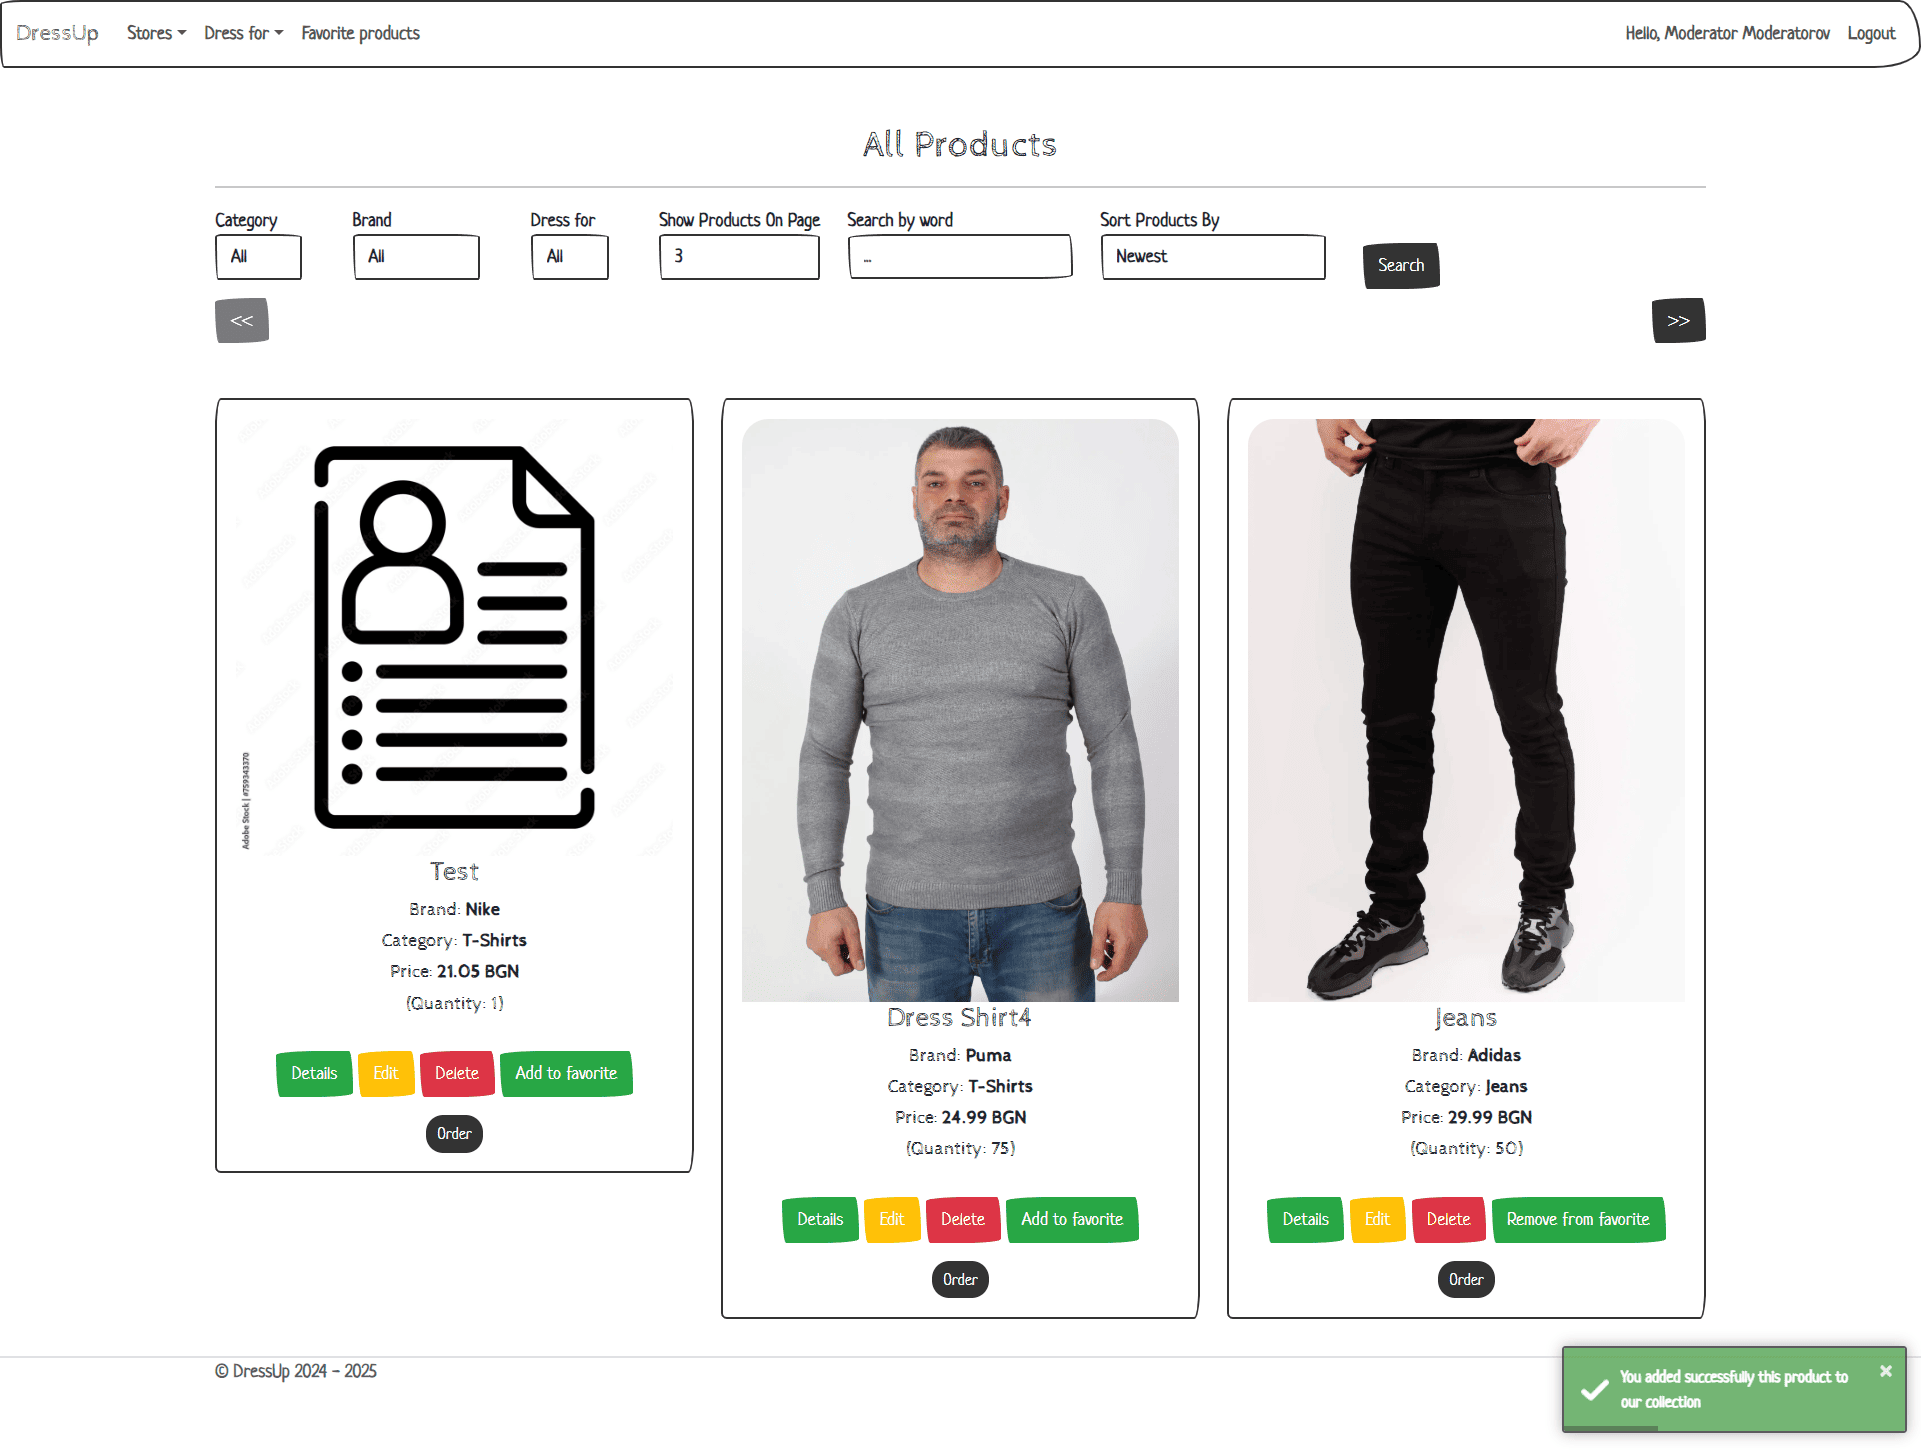 DressUp Stores Dress for Favorite products Hello, Moderator Moderatorov Logout
All Products
Category Brand Dress for Show Products On Page Search by word Sort Products By
All All All 3 ... Newest Search
<< >>
Adobe Stock | #759343370
Test
Brand: Nike
Category: T-Shirts
Price: 21.05 BGN
(Quantity: 1)
Details Edit Delete Add to favorite
Order
Dress Shirt4
Brand: Puma
Category: T-Shirts
Price: 24.99 BGN
(Quantity: 75)
Details Edit Delete Add to favorite
Order
Jeans
Brand: Adidas
Category: Jeans
Price: 29.99 BGN
(Quantity: 50)
Details Edit Delete Remove from favorite
Order
© DressUp 2024 - 2025
You added successfully this product to
our collection
×